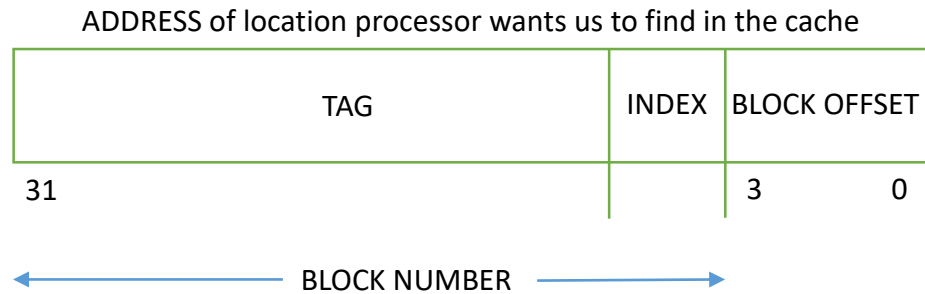 ADDRESS of location processor wants us to find in the cache
TAG INDEX BLOCK OFFSET
31 3 0
BLOCK NUMBER